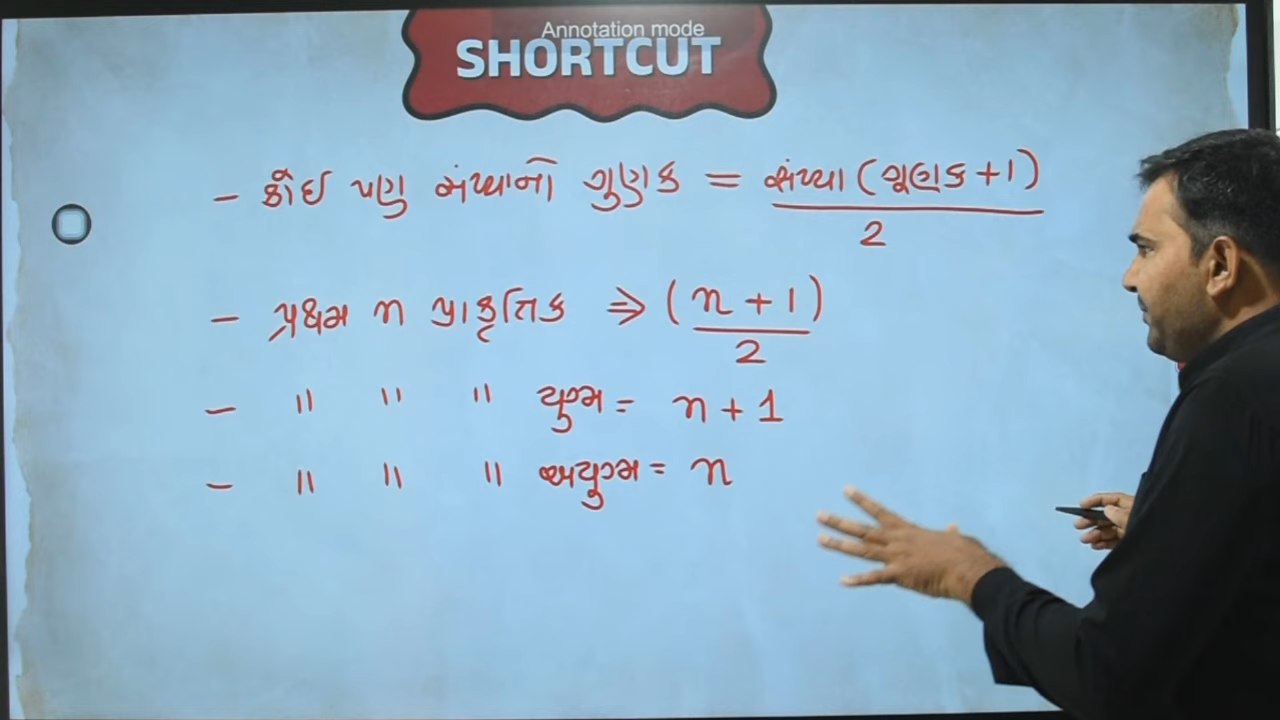 Annotation mode
SHORTCUT
- કોઈ પણ સંખ્યાનો ગુણક = સંખ્યા (ગુણક + 1) / 2
- પ્રથમ n પ્રાકૃતિક ⇒ (n + 1) / 2
- " " " યુગ્મ = n + 1
- " " " અયુગ્મ = n